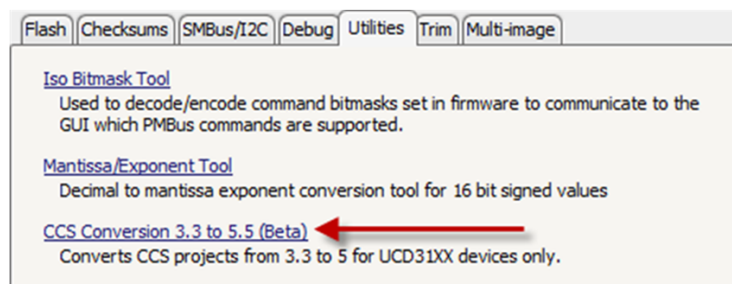 Flash Checksums SMBus/I2C Debug Utilities Trim Multi-image
Iso Bitmask Tool
Used to decode/encode command bitmasks set in firmware to communicate to the
GUI which PMBus commands are supported.
Mantissa/Exponent Tool
Decimal to mantissa exponent conversion tool for 16 bit signed values
CCS Conversion 3.3 to 5.5 (Beta)
Converts CCS projects from 3.3 to 5 for UCD31XX devices only.